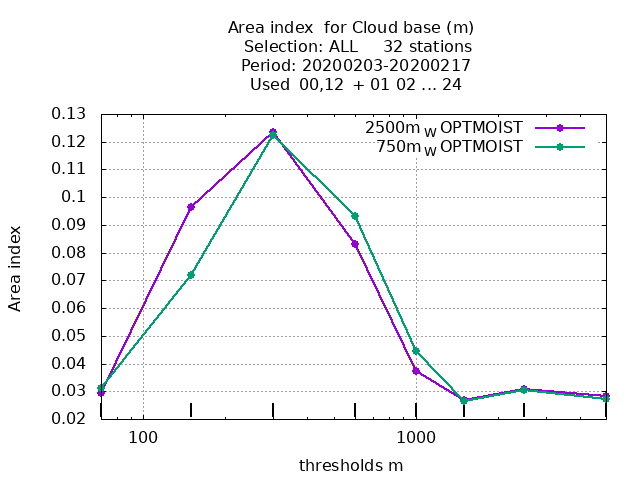 Area index  for Cloud base (m)
Selection: ALL     32 stations
Period: 20200203-20200217
Used  00,12  + 01 02 ... 24
2500m_W OPTMOIST
750m_W OPTMOIST
0.13
0.12
0.11
0.1
0.09
0.08
0.07
0.06
0.05
0.04
0.03
0.02
Area index
100
1000
thresholds m